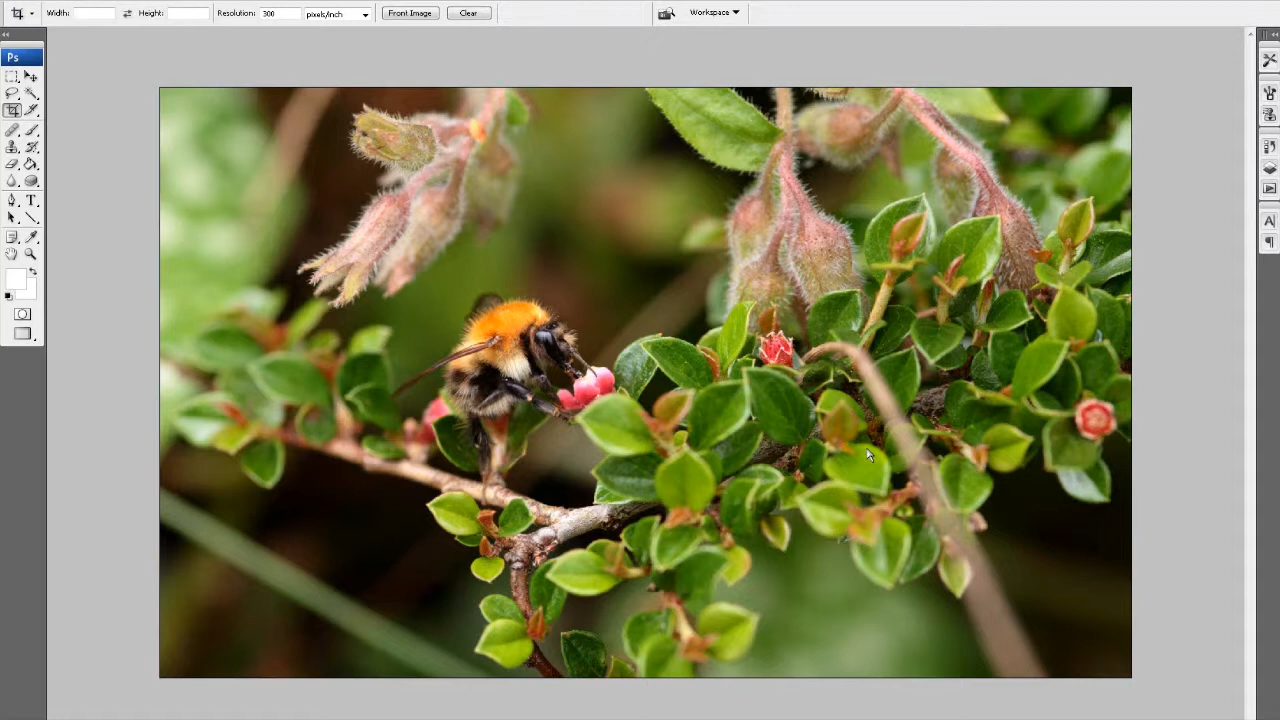 Width: Height: Resolution: 300 pixels/inch Front Image Clear Workspace
Ps
T
A
¶